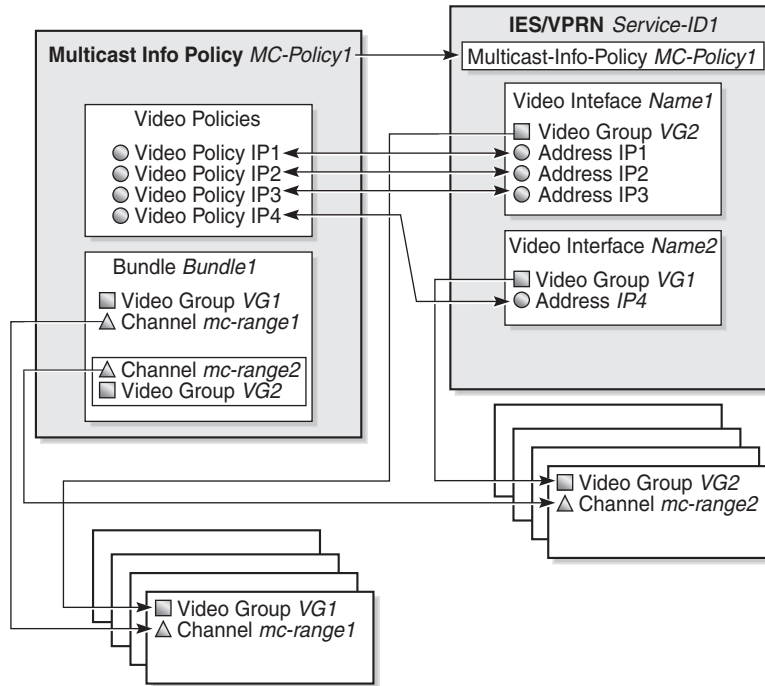 Multicast Info Policy MC-Policy1
Video Policies
Video Policy IP1
Video Policy IP2
Video Policy IP3
Video Policy IP4
Bundle Bundle1
Video Group VG1
Channel mc-range1
Channel mc-range2
Video Group VG2
IES/VPRN Service-ID1
Multicast-Info-Policy MC-Policy1
Video Inteface Name1
Video Group VG2
Address IP1
Address IP2
Address IP3
Video Interface Name2
Video Group VG1
Address IP4
Video Group VG2
Channel mc-range2
Video Group VG1
Channel mc-range1